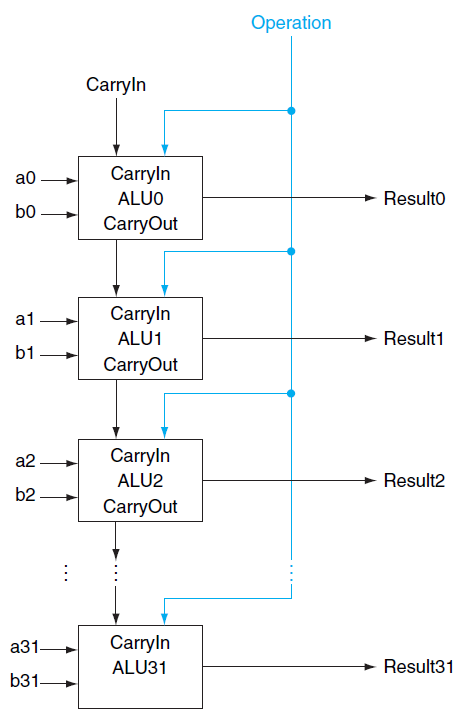 Operation
CarryIn
a0
b0
CarryIn
ALU0
CarryOut
Result0
a1
b1
CarryIn
ALU1
CarryOut
Result1
a2
b2
CarryIn
ALU2
CarryOut
Result2
a31
b31
CarryIn
ALU31
Result31